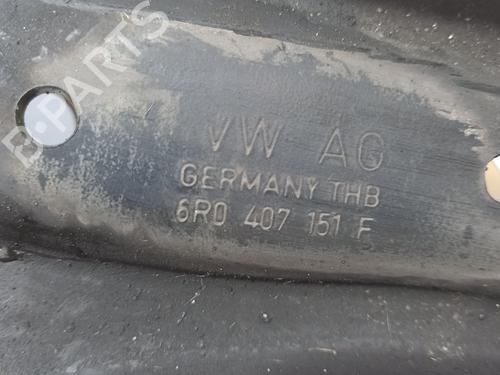 B-PARTS
VW AG
GERMANY THB
6R0 407 151 F